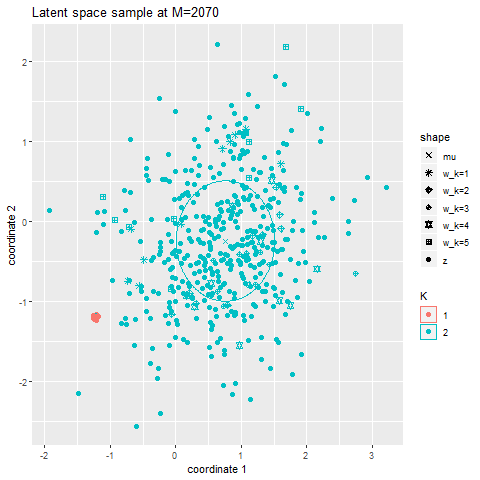 Latent space sample at M=2070
coordinate 2
2
1
0
-1
-2
-2
-1
0
1
2
3
coordinate 1
shape
mu
w_k=1
w_k=2
w_k=3
w_k=4
w_k=5
z
K
1
2